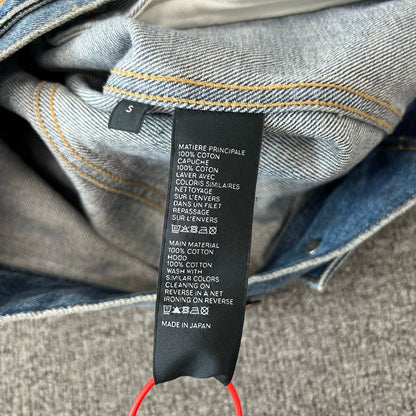 S
MATIÈRE PRINCIPALE
100% COTON
CAPUCHE
100% COTON
LAVER AVEC
COLORIS SIMILAIRES
NETTOYAGE
SUR L'ENVERS
DANS UN FILET
REPASSAGE
SUR L'ENVERS
MAIN MATERIAL
100% COTTON
HOOD
100% COTTON
WASH WITH
SIMILAR COLORS
CLEANING ON
REVERSE IN A NET
IRONING ON REVERSE
MADE IN JAPAN